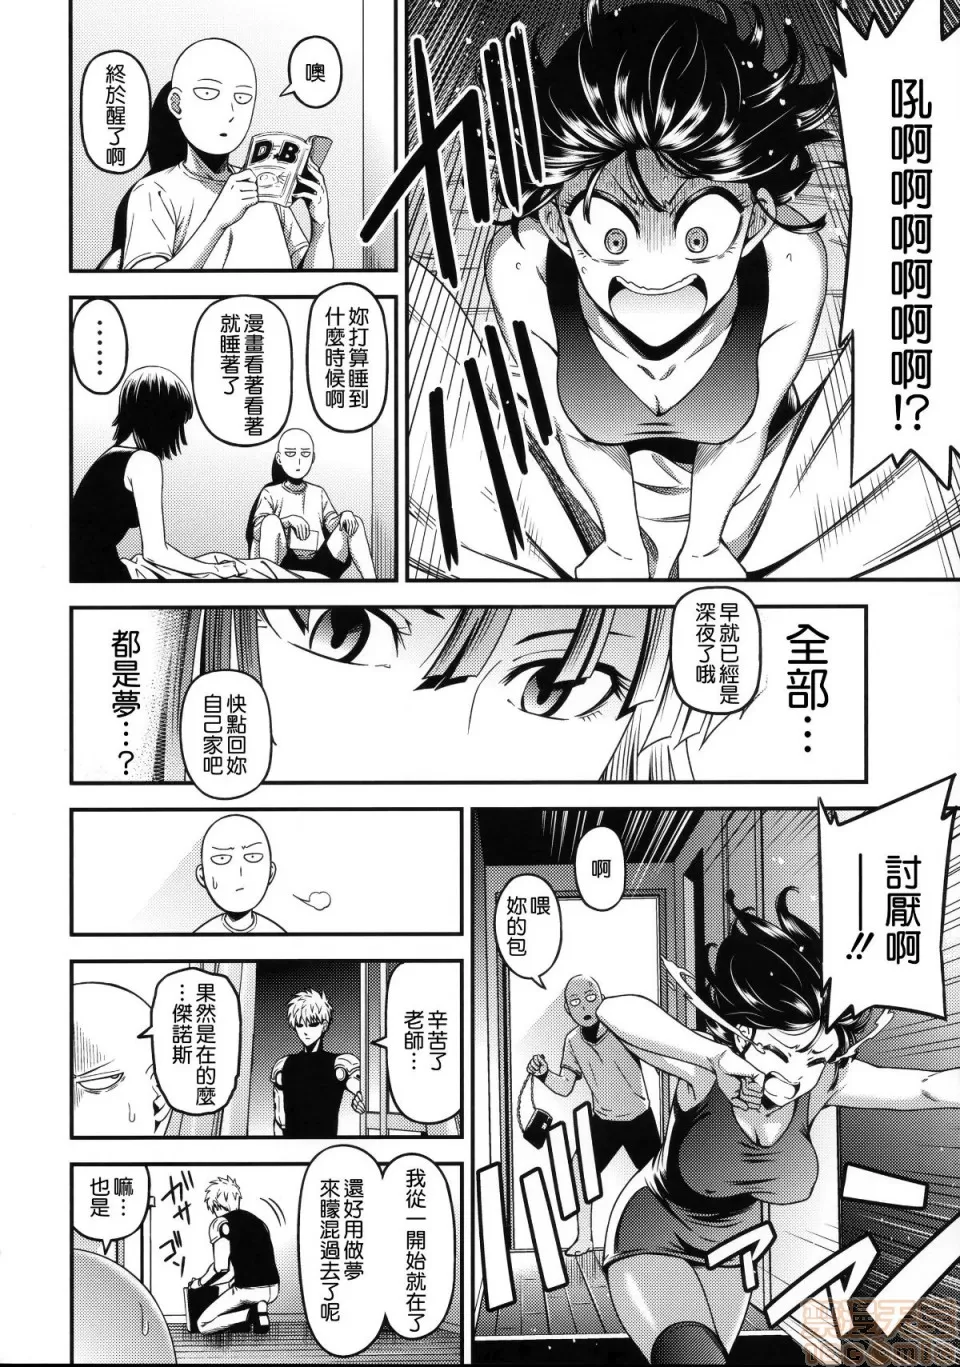 吼啊啊啊啊啊啊!?
噢
終於醒了啊
D B
妳打算睡到
什麼時候啊
漫畫看著看著
就睡著了
……
全部…
早就已經是
深夜了哦
快點回妳
自己家吧
都是夢…?
討厭啊
──!!
啊
喂
妳的包
辛苦了
老師…
果然是在的麼
…傑諾斯
我從一開始就在了
還好用做夢
來矇混過去了呢
ガサ
ゴソ
嘛…
也是